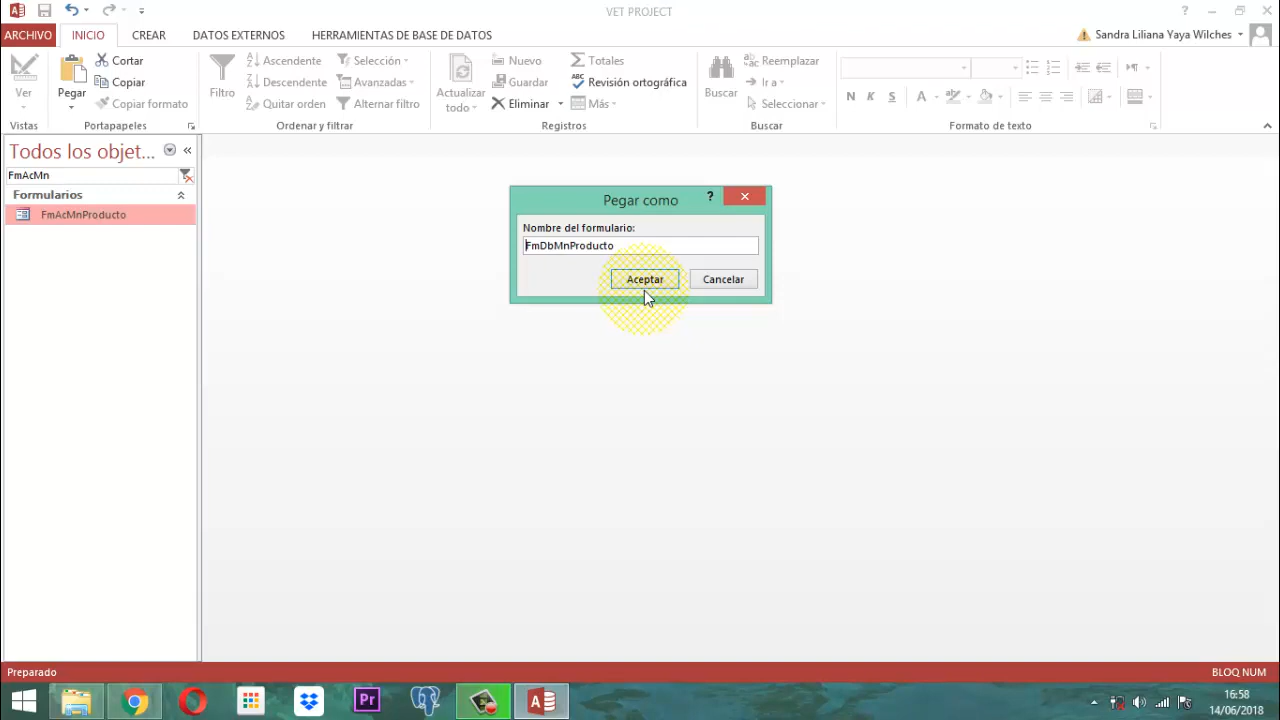 VET PROJECT
ARCHIVO INICIO CREAR DATOS EXTERNOS HERRAMIENTAS DE BASE DE DATOS Sandra Liliana Yaya Wilches
Ver
Vistas
Pegar
Cortar
Copiar
Copiar formato
Portapapeles
Filtro
Ascendente
Descendente
Quitar orden
Selección
Avanzadas
Alternar filtro
Ordenar y filtrar
Actualizar
todo
Nuevo
Guardar
Eliminar
Totales
Revisión ortográfica
Más
Registros
Buscar
Reemplazar
Ir a
Seleccionar
Buscar
N K S A
Formato de texto
Todos los objet...
FmAcMn
Formularios
FmAcMnProducto
Pegar como
Nombre del formulario:
FmDbMnProducto
Aceptar Cancelar
Preparado
BLOQ NUM
Pr
16:58
14/06/2018